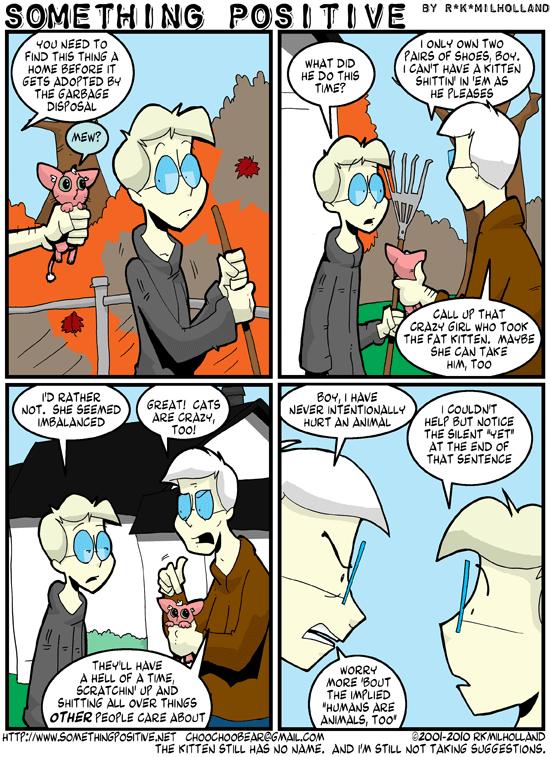 SOMETHING POSITIVE BY R*K*MILHOLLAND
YOU NEED TO
FIND THIS THING A
HOME BEFORE IT
GETS ADOPTED BY
THE GARBAGE
DISPOSAL
MEW?
WHAT DID
HE DO THIS
TIME?
I ONLY OWN TWO
PAIRS OF SHOES, BOY.
I CAN'T HAVE A KITTEN
SHITTIN' IN 'EM AS
HE PLEASES
CALL UP THAT
CRAZY GIRL WHO TOOK
THE FAT KITTEN. MAYBE
SHE CAN TAKE
HIM, TOO
I'D RATHER
NOT. SHE SEEMED
IMBALANCED
GREAT! CATS
ARE CRAZY,
TOO!
THEY'LL HAVE
A HELL OF A TIME,
SCRATCHIN' UP AND
SHITTING ALL OVER THINGS
OTHER PEOPLE CARE ABOUT
BOY, I HAVE
NEVER INTENTIONALLY
HURT AN ANIMAL
I COULDN'T
HELP BUT NOTICE
THE SILENT "YET"
AT THE END OF
THAT SENTENCE
WORRY
MORE 'BOUT
THE IMPLIED
"HUMANS ARE
ANIMALS, TOO"
HTTP://WWW.SOMETHINGPOSITIVE.NET CHOOCHOOBEAR@GMAIL.COM ©2001-2010 RKMILHOLLAND
THE KITTEN STILL HAS NO NAME. AND I'M STILL NOT TAKING SUGGESTIONS.